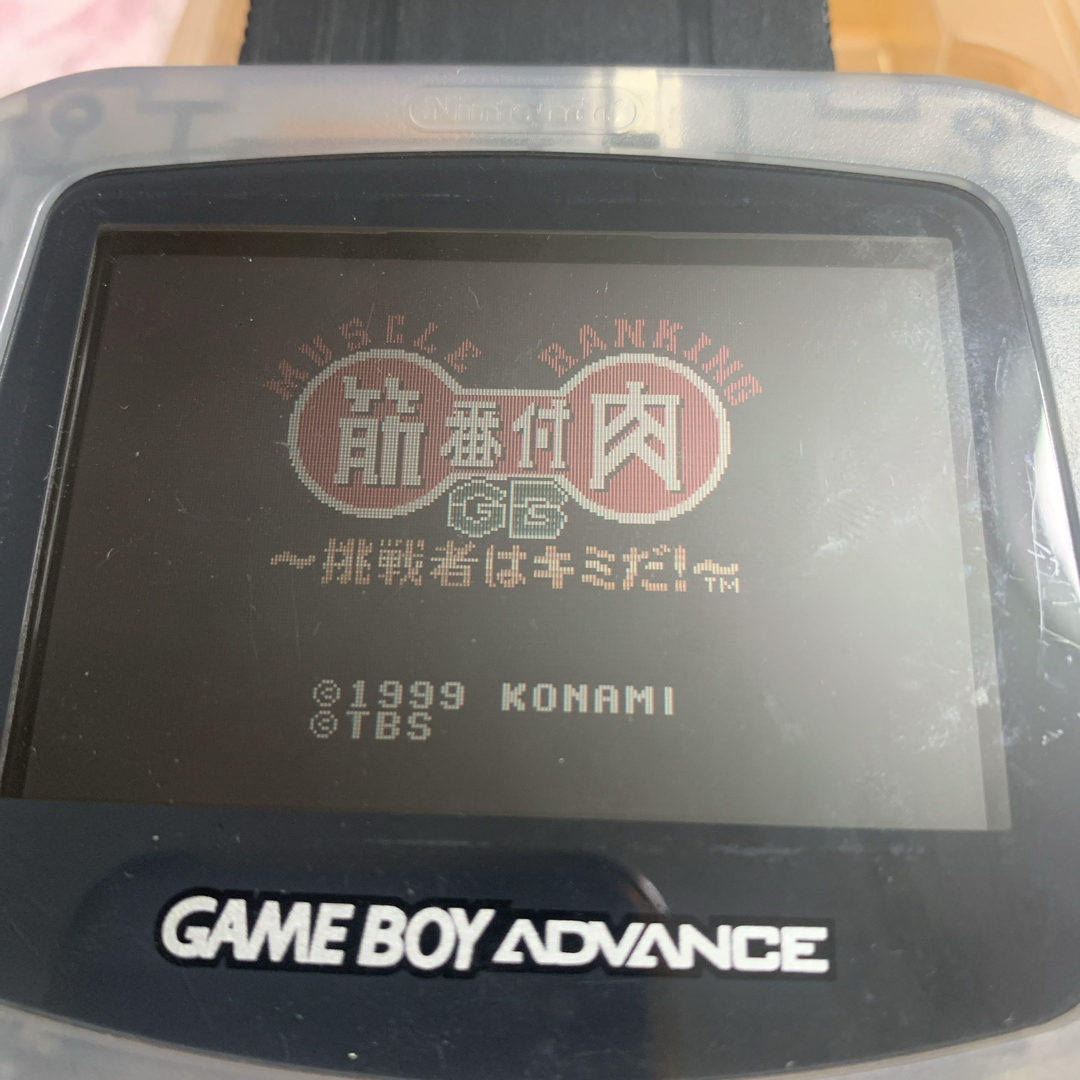 Nintendo
MUSCLE RANKING
筋肉番付
GB
～挑戦者はキミだ!～™
©1999 KONAMI
©TBS
GAME BOY ADVANCE